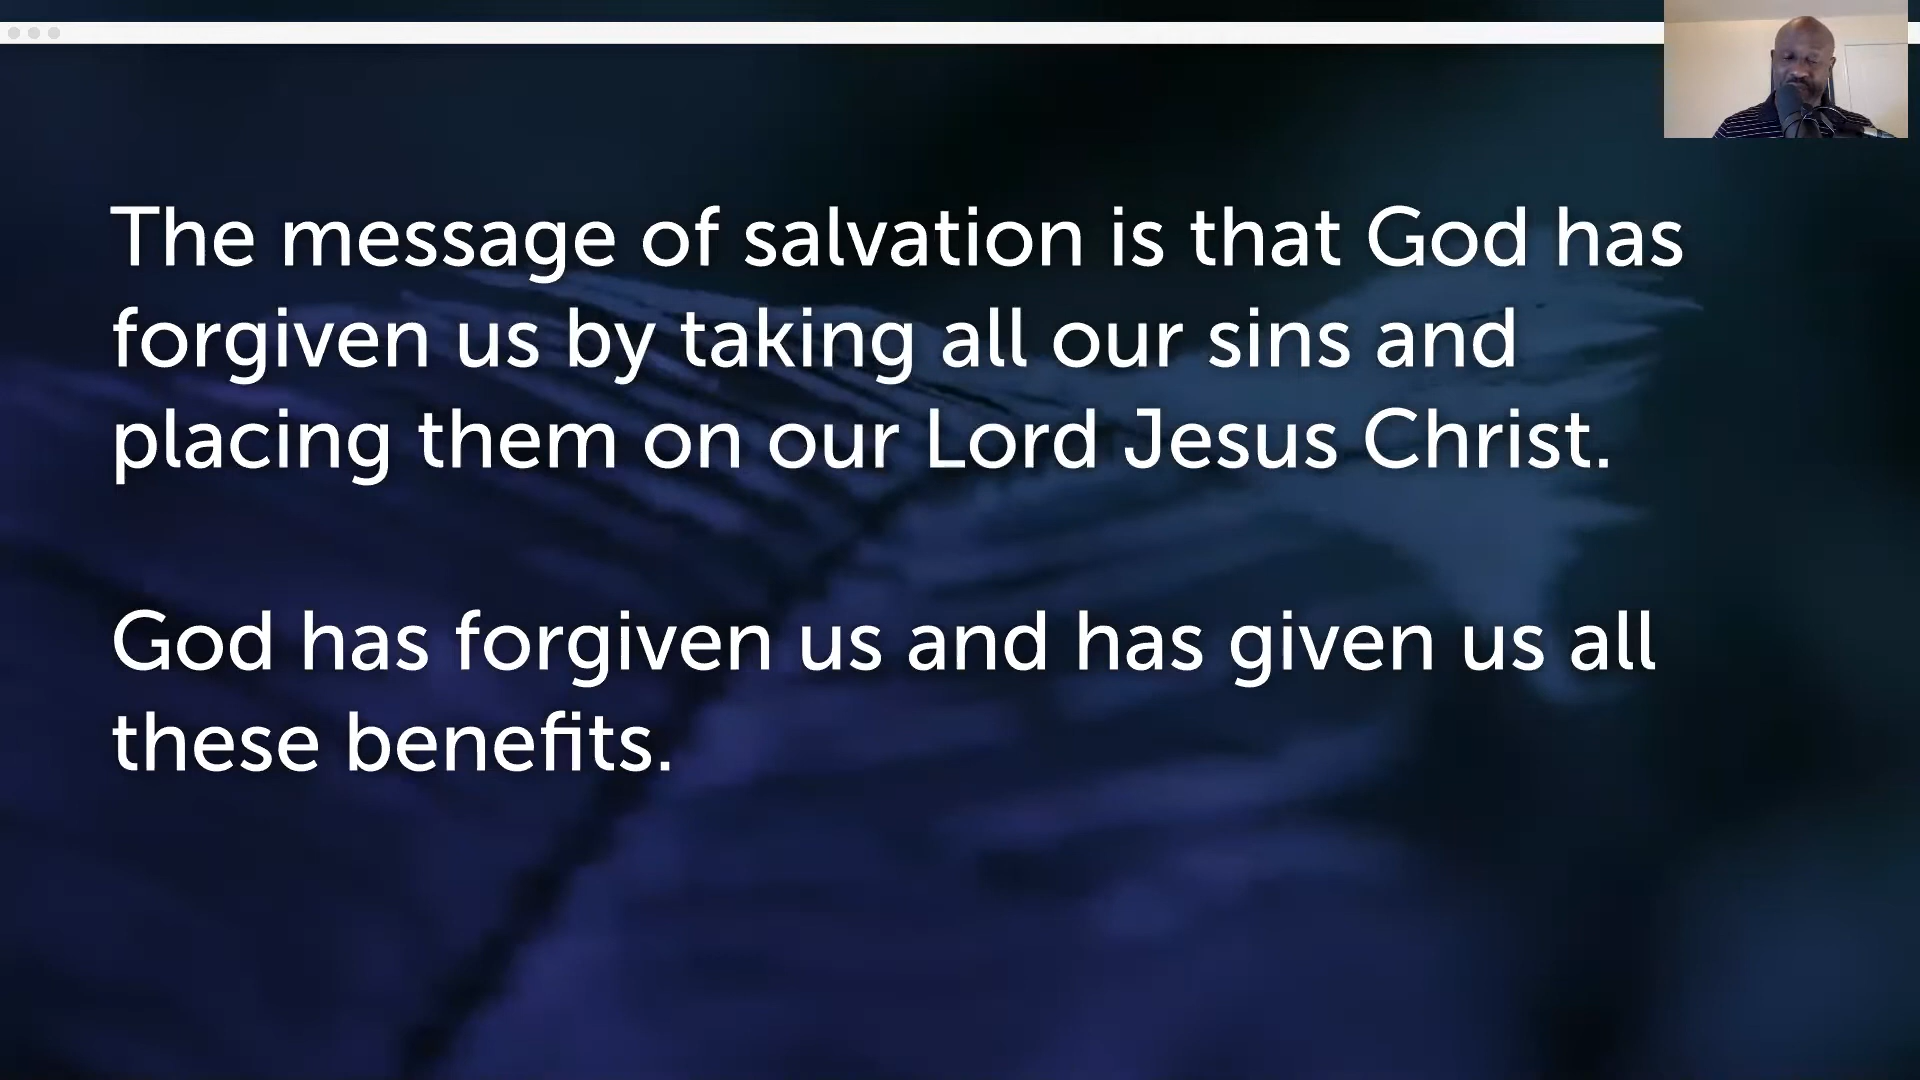 The message of salvation is that God has
forgiven us by taking all our sins and
placing them on our Lord Jesus Christ.
God has forgiven us and has given us all
these benefits.